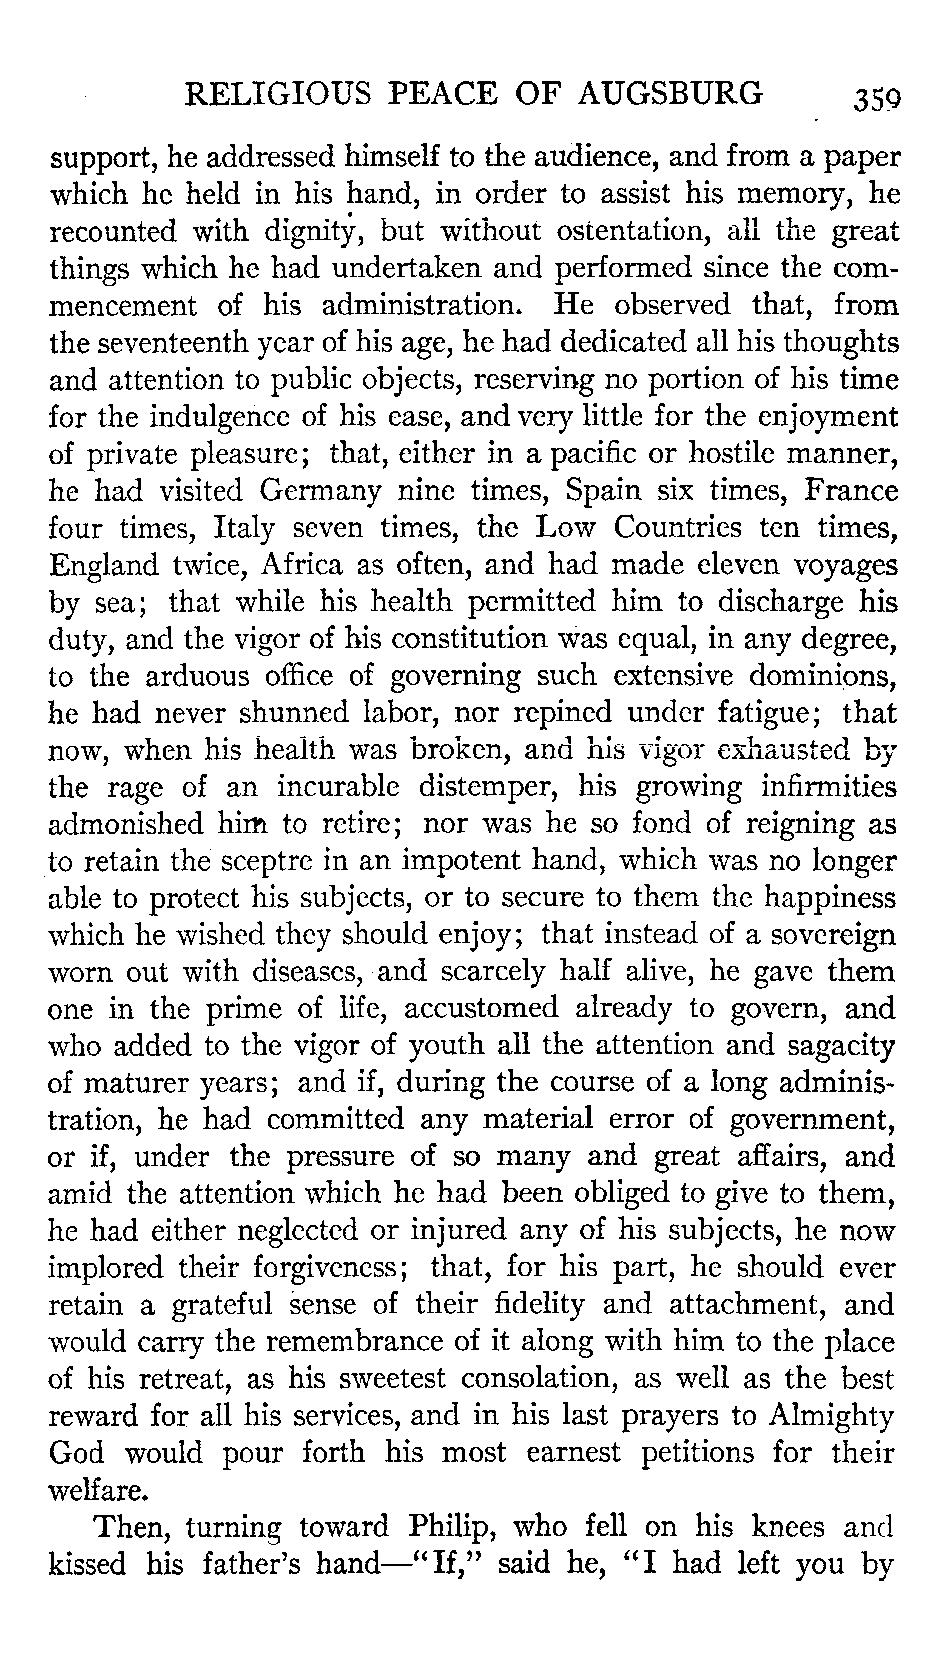 RELIGIOUS PEACE OF AUGSBURG 359
support, he addressed himself to the audience, and from a paper
which he held in his hand, in order to assist his memory, he
recounted with dignity, but without ostentation, all the great
things which he had undertaken and performed since the com-
mencement of his administration. He observed that, from
the seventeenth year of his age, he had dedicated all his thoughts
and attention to public objects, reserving no portion of his time
for the indulgence of his ease, and very little for the enjoyment
of private pleasure; that, either in a pacific or hostile manner,
he had visited Germany nine times, Spain six times, France
four times, Italy seven times, the Low Countries ten times,
England twice, Africa as often, and had made eleven voyages
by sea; that while his health permitted him to discharge his
duty, and the vigor of his constitution was equal, in any degree,
to the arduous office of governing such extensive dominions,
he had never shunned labor, nor repined under fatigue; that
now, when his health was broken, and his vigor exhausted by
the rage of an incurable distemper, his growing infirmities
admonished him to retire; nor was he so fond of reigning as
to retain the sceptre in an impotent hand, which was no longer
able to protect his subjects, or to secure to them the happiness
which he wished they should enjoy; that instead of a sovereign
worn out with diseases, and scarcely half alive, he gave them
one in the prime of life, accustomed already to govern, and
who added to the vigor of youth all the attention and sagacity
of maturer years; and if, during the course of a long adminis-
tration, he had committed any material error of government,
or if, under the pressure of so many and great affairs, and
amid the attention which he had been obliged to give to them,
he had either neglected or injured any of his subjects, he now
implored their forgiveness; that, for his part, he should ever
retain a grateful sense of their fidelity and attachment, and
would carry the remembrance of it along with him to the place
of his retreat, as his sweetest consolation, as well as the best
reward for all his services, and in his last prayers to Almighty
God would pour forth his most earnest petitions for their
welfare.
Then, turning toward Philip, who fell on his knees and
kissed his father's hand—"If," said he, "I had left you by